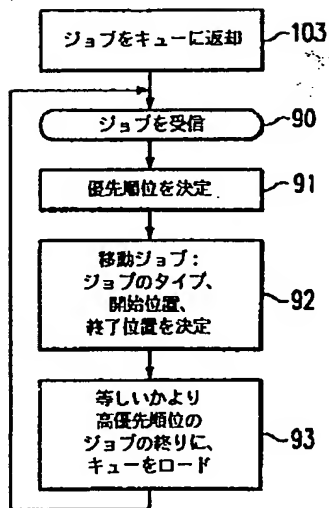 ジョブをキューに返却
103
ジョブを受信
90
優先順位を決定
91
移動ジョブ：
ジョブのタイプ、
開始位置、
終了位置を決定
92
等しいかより
高優先順位の
ジョブの終りに、
キューをロード
93